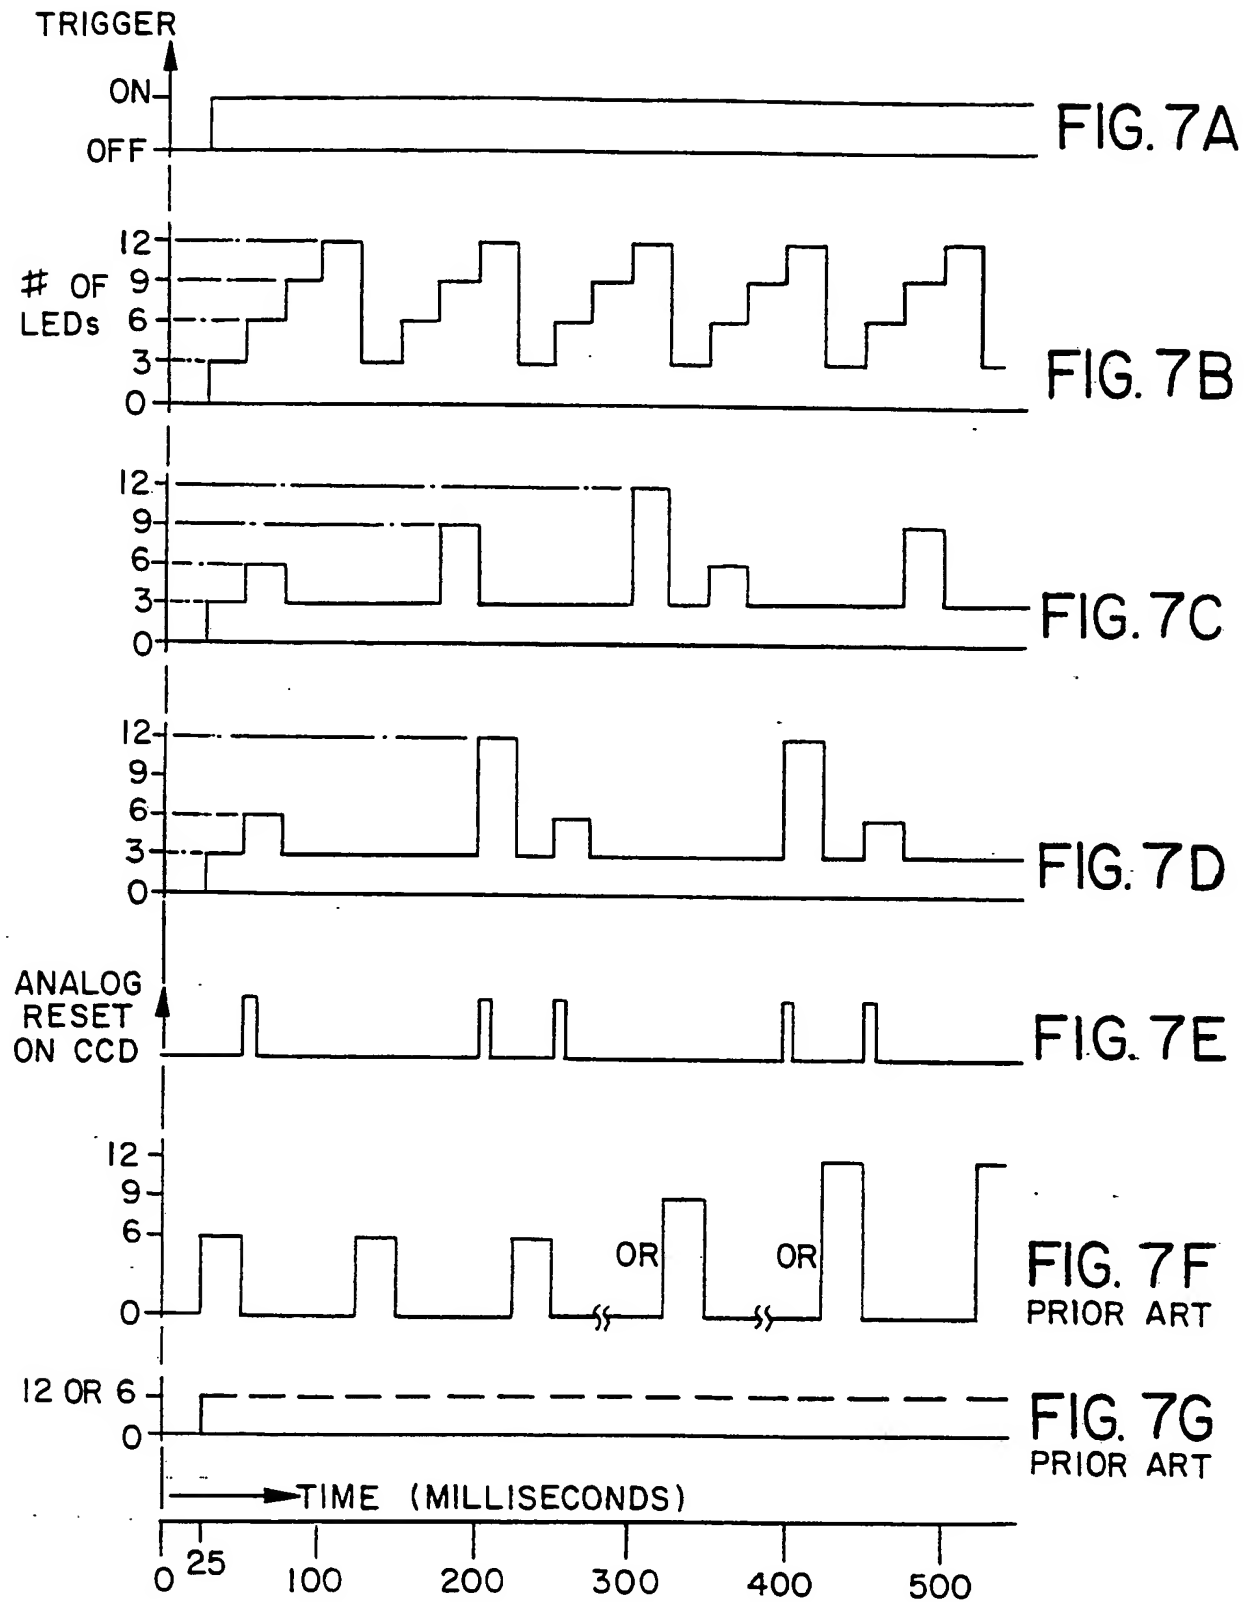 TRIGGER
ON
OFF
FIG. 7A
12
9
6
3
0
# OF
LEDs
FIG. 7B
12
9
6
3
0
FIG. 7C
12
9
6
3
0
FIG. 7D
ANALOG
RESET
ON CCD
FIG. 7E
12
9
6
0
OR
OR
FIG. 7F
PRIOR ART
12 OR 6
0
FIG. 7G
PRIOR ART
TIME (MILLISECONDS)
0 25 100 200 300 400 500